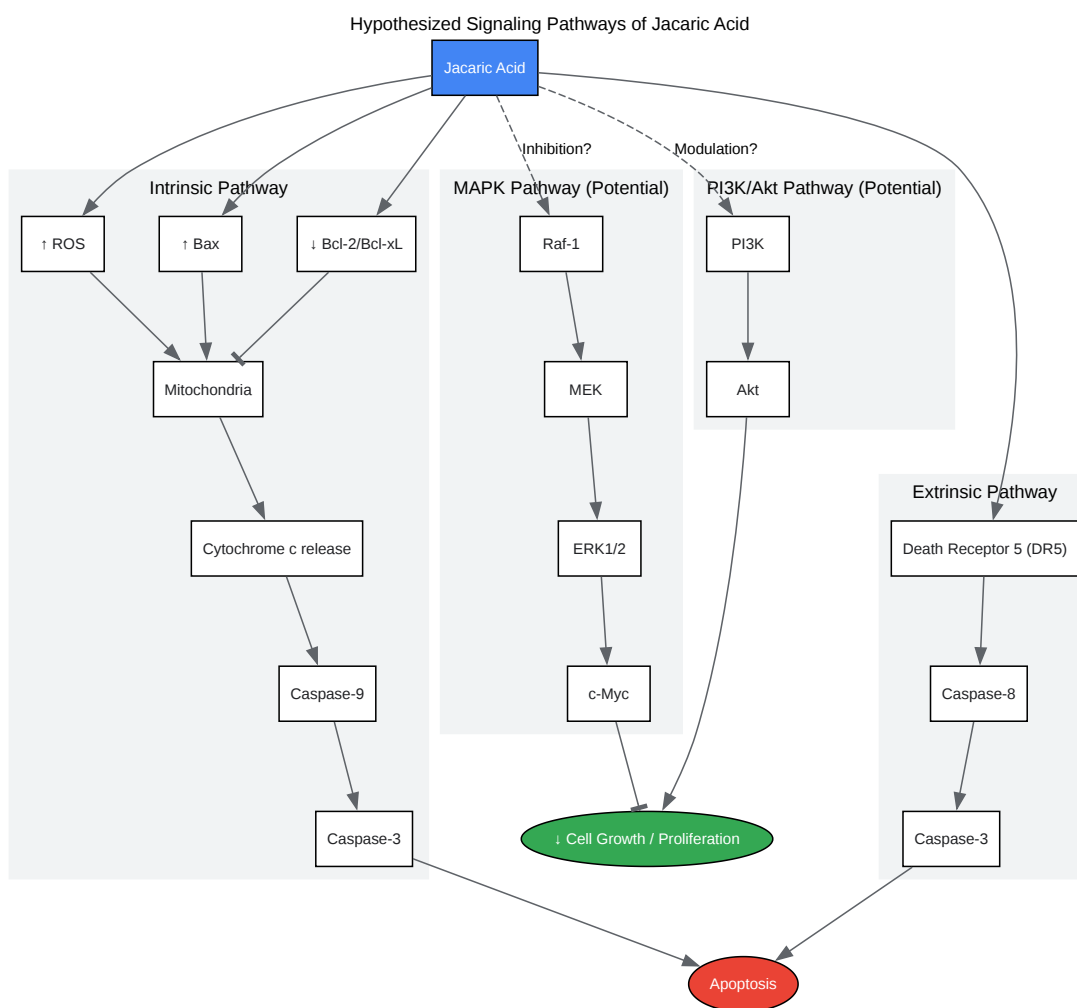 Hypothesized Signaling Pathways of Jacaric Acid
Jacaric Acid
Inhibition?
Modulation?
Intrinsic Pathway
MAPK Pathway (Potential)
PI3K/Akt Pathway (Potential)
↑ ROS
↑ Bax
↓ Bcl-2/Bcl-xL
Raf-1
PI3K
Mitochondria
MEK
Akt
Extrinsic Pathway
Cytochrome c release
ERK1/2
Death Receptor 5 (DR5)
Caspase-9
c-Myc
Caspase-8
Caspase-3
↓ Cell Growth / Proliferation
Caspase-3
Apoptosis